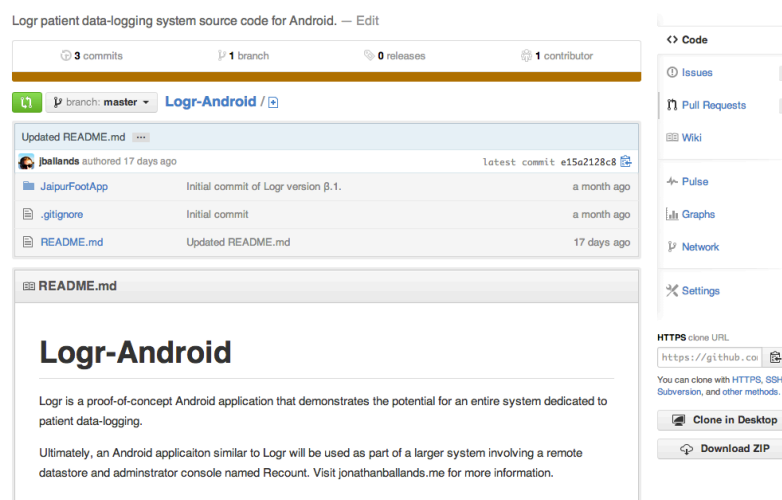 Logr patient data-logging system source code for Android. — Edit
3 commits 1 branch 0 releases 1 contributor
branch: master Logr-Android /
Updated README.md ...
jballands authored 17 days ago latest commit e15a2128c8
JaipurFootApp Initial commit of Logr version β.1. a month ago
.gitignore Initial commit a month ago
README.md Updated README.md 17 days ago
README.md
Logr-Android
Logr is a proof-of-concept Android application that demonstrates the potential for an entire system dedicated to
patient data-logging.
Ultimately, an Android applicaiton similar to Logr will be used as part of a larger system involving a remote
datastore and adminstrator console named Recount. Visit jonathanballands.me for more information.
<> Code
Issues
Pull Requests
Wiki
Pulse
Graphs
Network
Settings
HTTPS clone URL
https://github.co
You can clone with HTTPS, SSH
Subversion, and other methods.
Clone in Desktop
Download ZIP